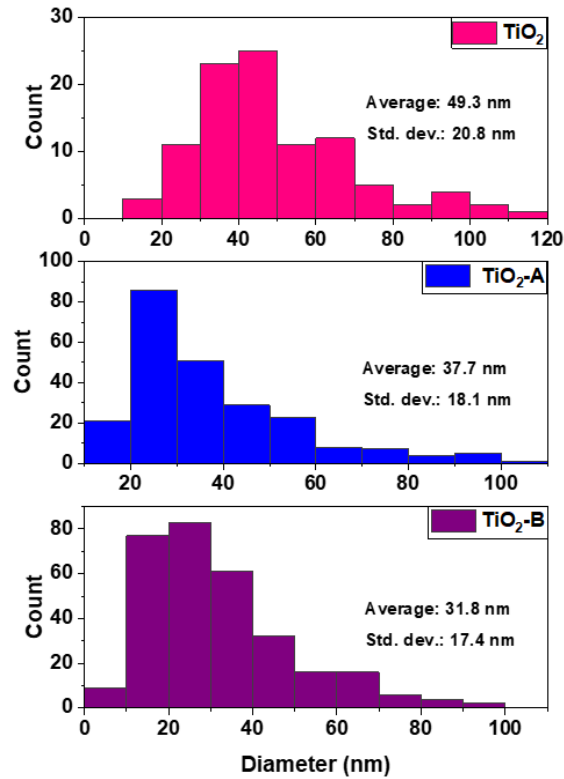 TiO₂
Average: 49.3 nm
Std. dev.: 20.8 nm
Count
30
20
10
0
0 20 40 60 80 100 120
TiO₂-A
Average: 37.7 nm
Std. dev.: 18.1 nm
Count
100
80
60
40
20
0
20 40 60 80 100
TiO₂-B
Average: 31.8 nm
Std. dev.: 17.4 nm
Count
80
60
40
20
0
0 20 40 60 80 100
Diameter (nm)